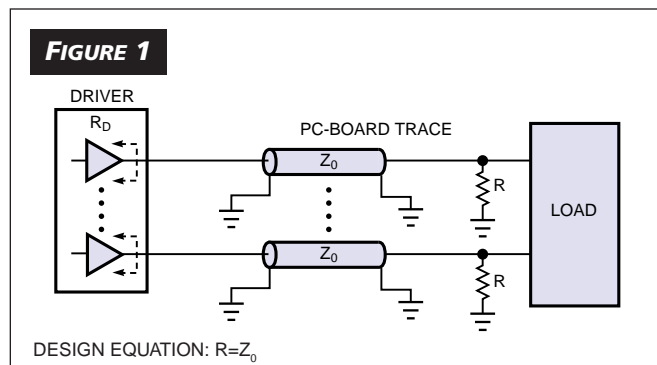 FIGURE 1
DRIVER
R_D
PC-BOARD TRACE
Z_0
R
LOAD
Z_0
R
DESIGN EQUATION: R=Z_0